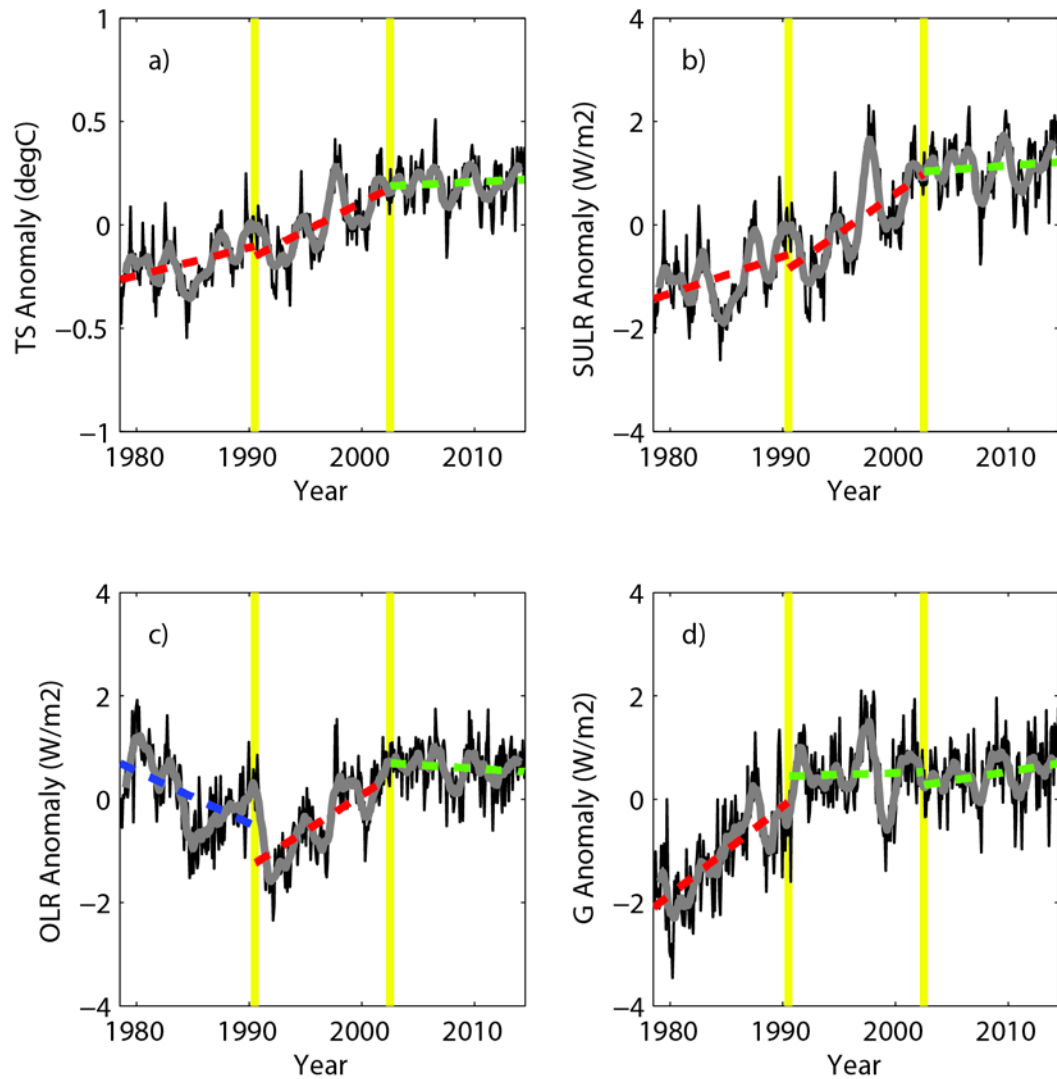 a)
TS Anomaly (degC)
1
0.5
0
−0.5
−1
1980 1990 2000 2010
Year
b)
SULR Anomaly (W/m2)
4
2
0
−2
−4
1980 1990 2000 2010
Year
c)
OLR Anomaly (W/m2)
4
2
0
−2
−4
1980 1990 2000 2010
Year
d)
G Anomaly (W/m2)
4
2
0
−2
−4
1980 1990 2000 2010
Year